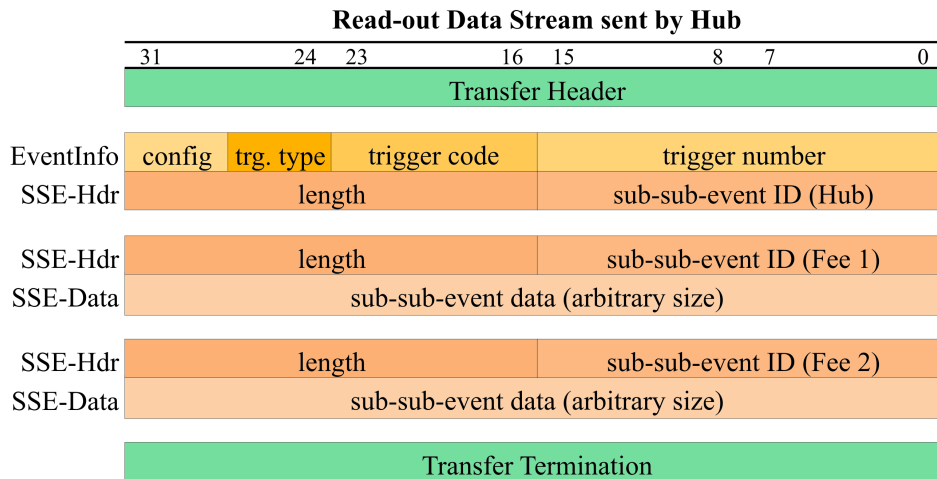 Read-out Data Stream sent by Hub
31 24 23 16 15 8 7 0
Transfer Header
EventInfo config trg. type trigger code trigger number
SSE-Hdr length sub-sub-event ID (Hub)
SSE-Hdr length sub-sub-event ID (Fee 1)
SSE-Data sub-sub-event data (arbitrary size)
SSE-Hdr length sub-sub-event ID (Fee 2)
SSE-Data sub-sub-event data (arbitrary size)
Transfer Termination